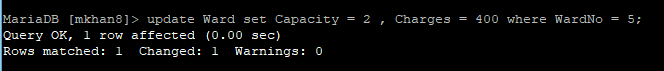 MariaDB [mkhan8]> update Ward set Capacity = 2 , Charges = 400 where WardNo = 5;
Query OK, 1 row affected (0.00 sec)
Rows matched: 1  Changed: 1  Warnings: 0